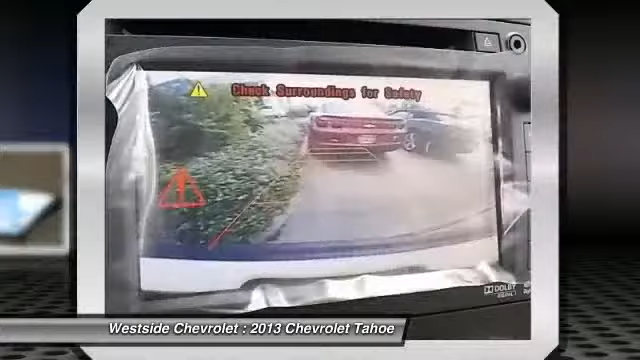 Check Surroundings for Safety
DOLBY
Westside Chevrolet : 2013 Chevrolet Tahoe